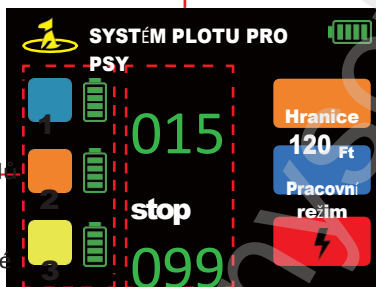 SYSTÉM PLOTU PRO
PSY
1
015
Hranice
120 Ft
2
stop
Pracovní
režim
3
099